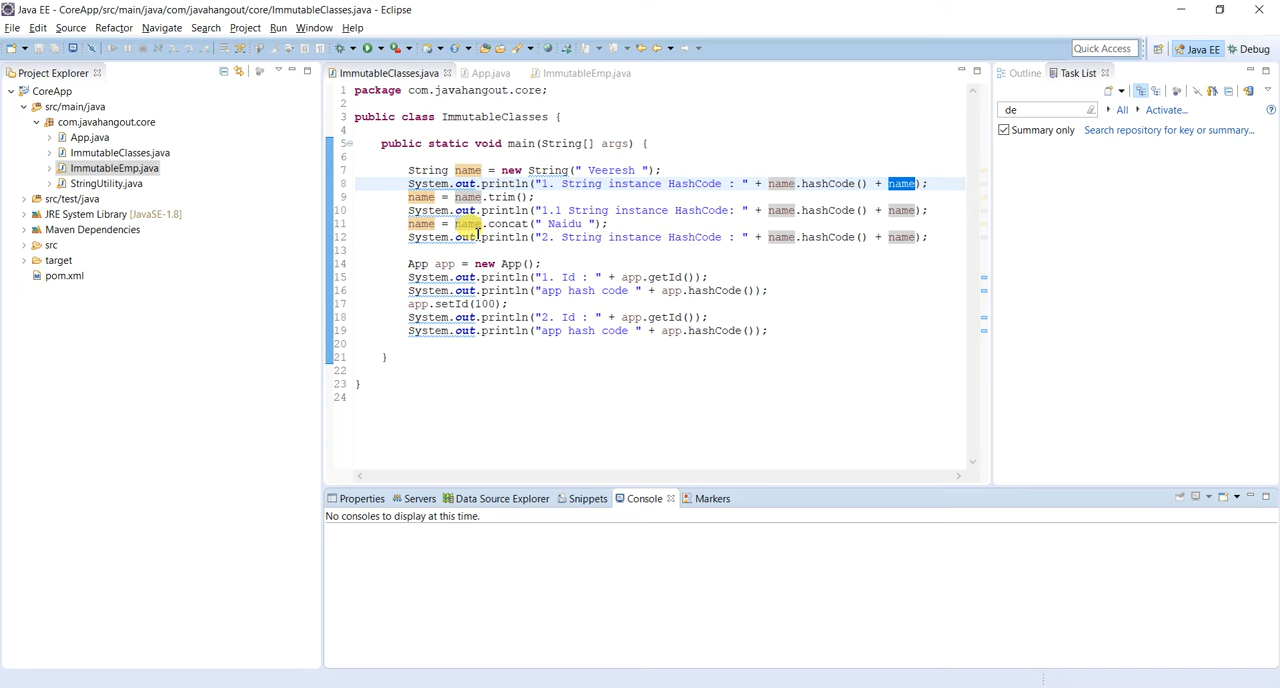 Java EE - CoreApp/src/main/java/com/javahangout/core/ImmutableClasses.java - Eclipse
File Edit Source Refactor Navigate Search Project Run Window Help
Quick Access Java EE Debug
Project Explorer
CoreApp
src/main/java
com.javahangout.core
App.java
ImmutableClasses.java
ImmutableEmp.java
StringUtility.java
src/test/java
JRE System Library [JavaSE-1.8]
Maven Dependencies
src
target
pom.xml
ImmutableClasses.java App.java ImmutableEmp.java
1 package com.javahangout.core;
2
3 public class ImmutableClasses {
4
5 public static void main(String[] args) {
6
7 String name = new String(" Veeresh ");
8 System.out.println("1. String instance HashCode : " + name.hashCode() + name);
9 name = name.trim();
10 System.out.println("1.1 String instance HashCode: " + name.hashCode() + name);
11 name = name.concat(" Naidu ");
12 System.out.println("2. String instance HashCode : " + name.hashCode() + name);
13
14 App app = new App();
15 System.out.println("1. Id : " + app.getId());
16 System.out.println("app hash code " + app.hashCode());
17 app.setId(100);
18 System.out.println("2. Id : " + app.getId());
19 System.out.println("app hash code " + app.hashCode());
20
21 }
22
23 }
24
Outline Task List
de All Activate...
Summary only Search repository for key or summary...
Properties Servers Data Source Explorer Snippets Console Markers
No consoles to display at this time.